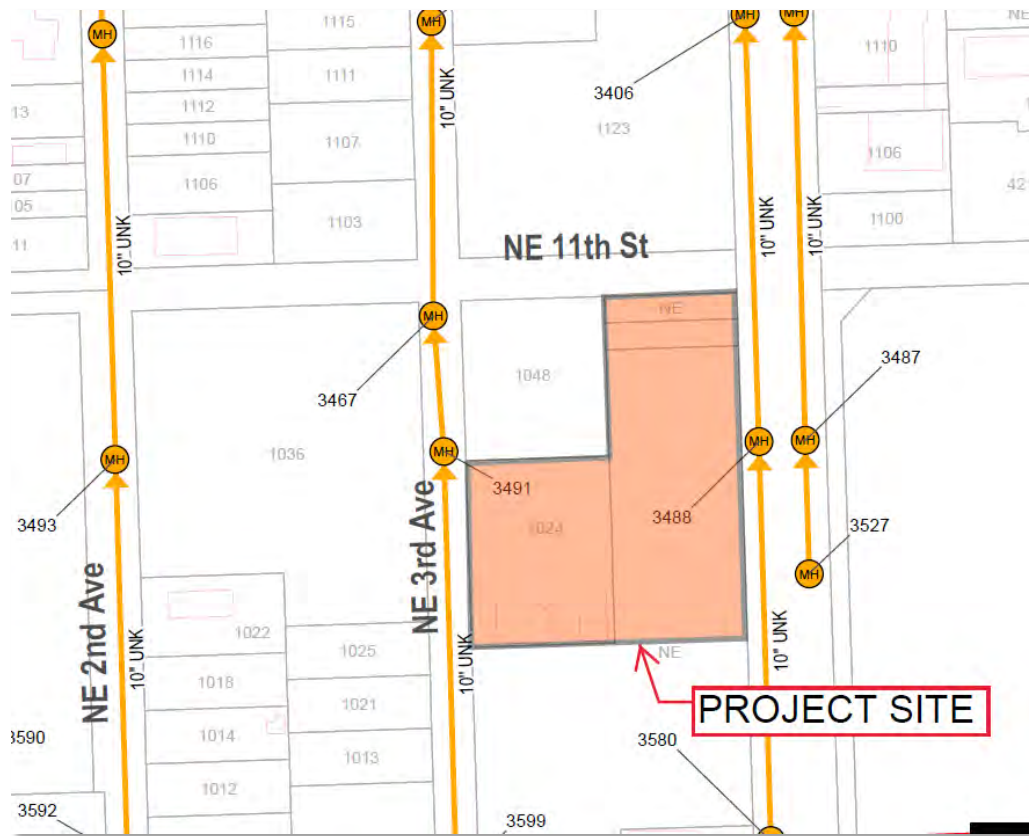 MH
1115
MH
MH
MH
NE
1116
1110
1114
1111
3406
13
1112
10" UNK
1123
1110
1107
1106
07
1106
42
05
1103
1100
11
10" UNK
10" UNK
10" UNK
NE 11th St
NE
MH
3487
1048
3467
MH
MH
MH
1036
3491
3493
3488
3527
1024
MH
NE 3rd Ave
NE 2nd Ave
1022
1025
NE
10" UNK
10" UNK
10" UNK
1018
1021
PROJECT SITE
3590
1014
1013
3580
1012
3592
3599
MH